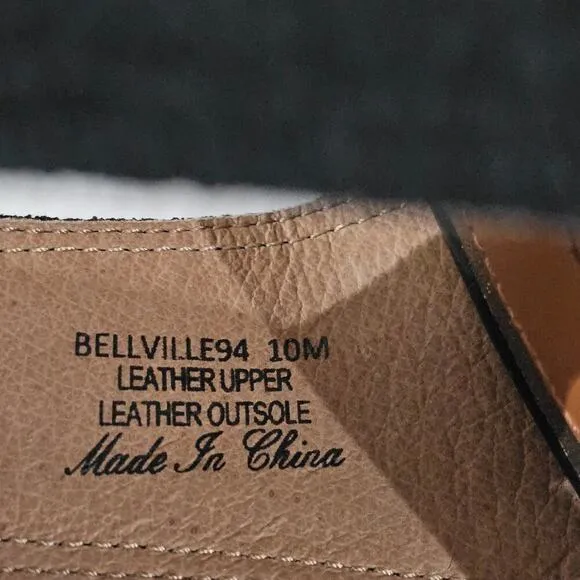 BELLVILLE94 10M
LEATHER UPPER
LEATHER OUTSOLE
Made In China